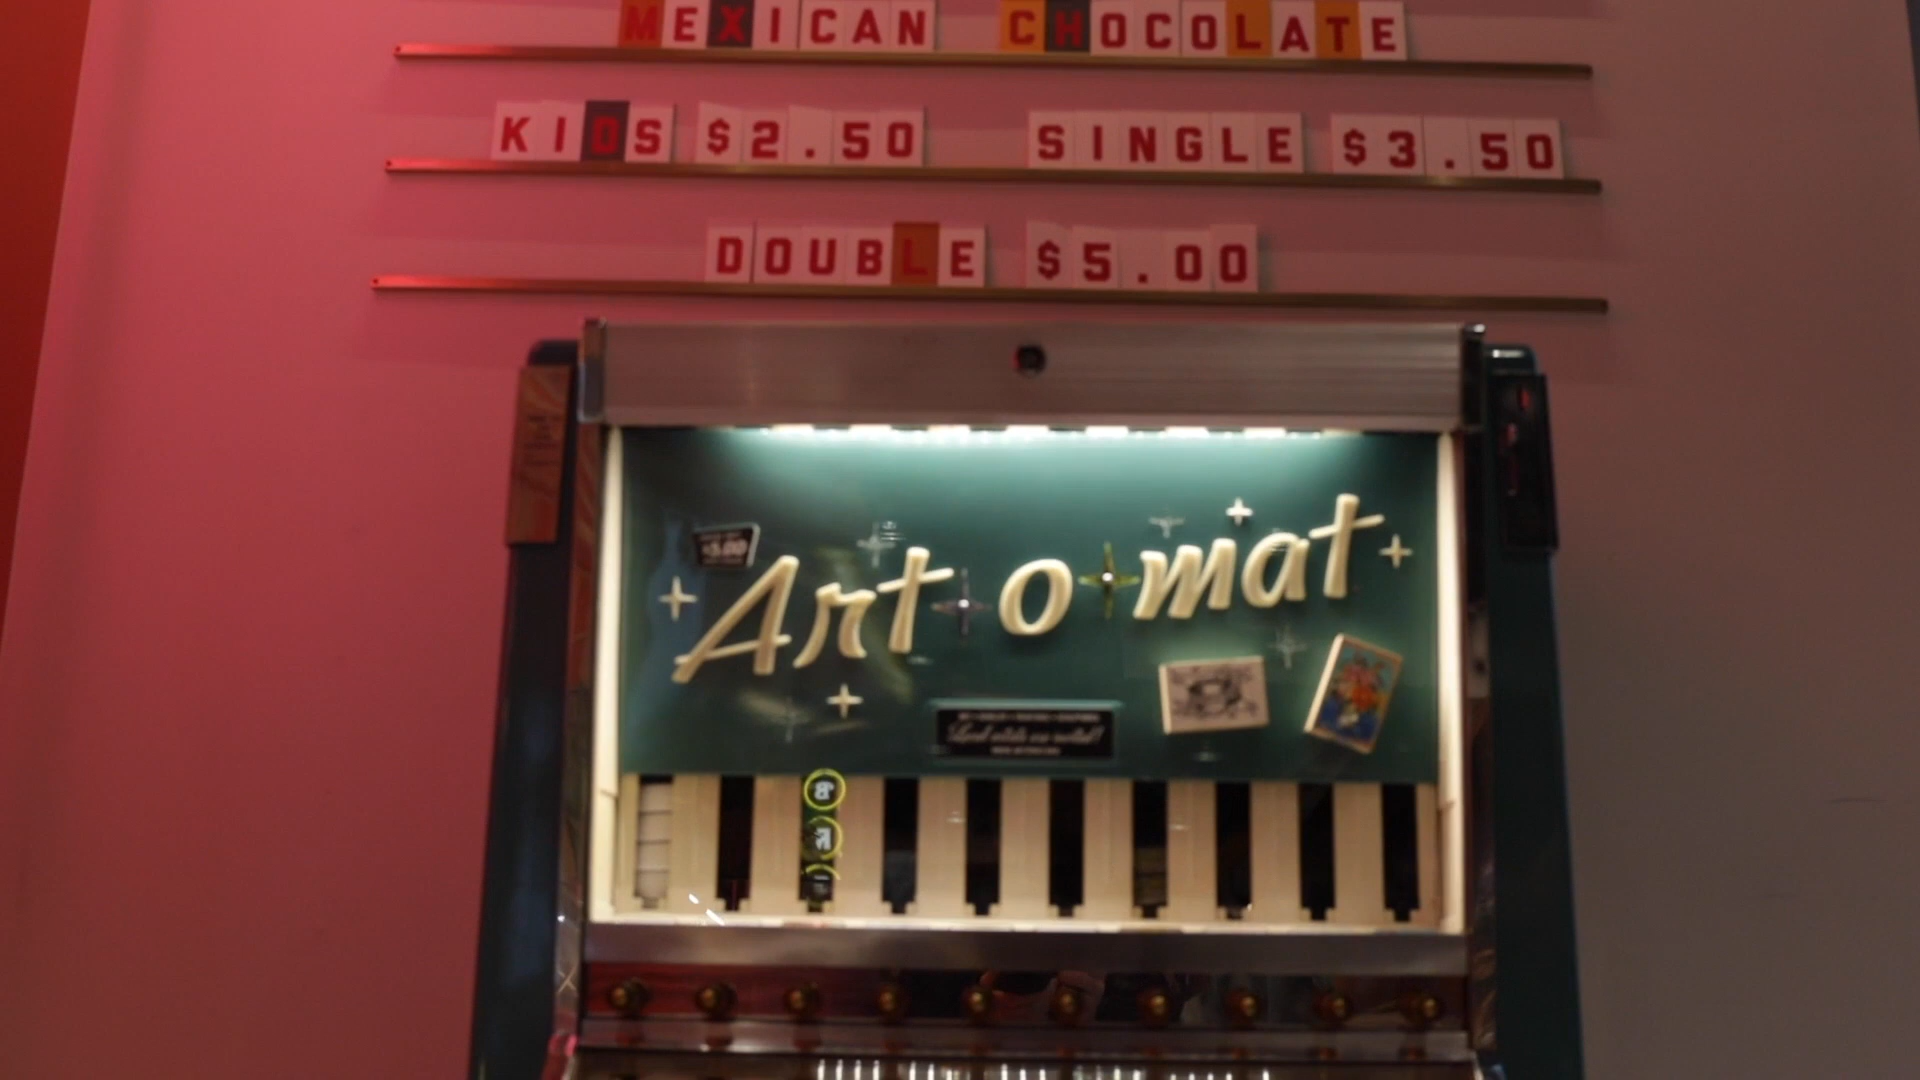 MEXICAN CHOCOLATE
KIDS $2.50 SINGLE $3.50
DOUBLE $5.00
Art-o-mat